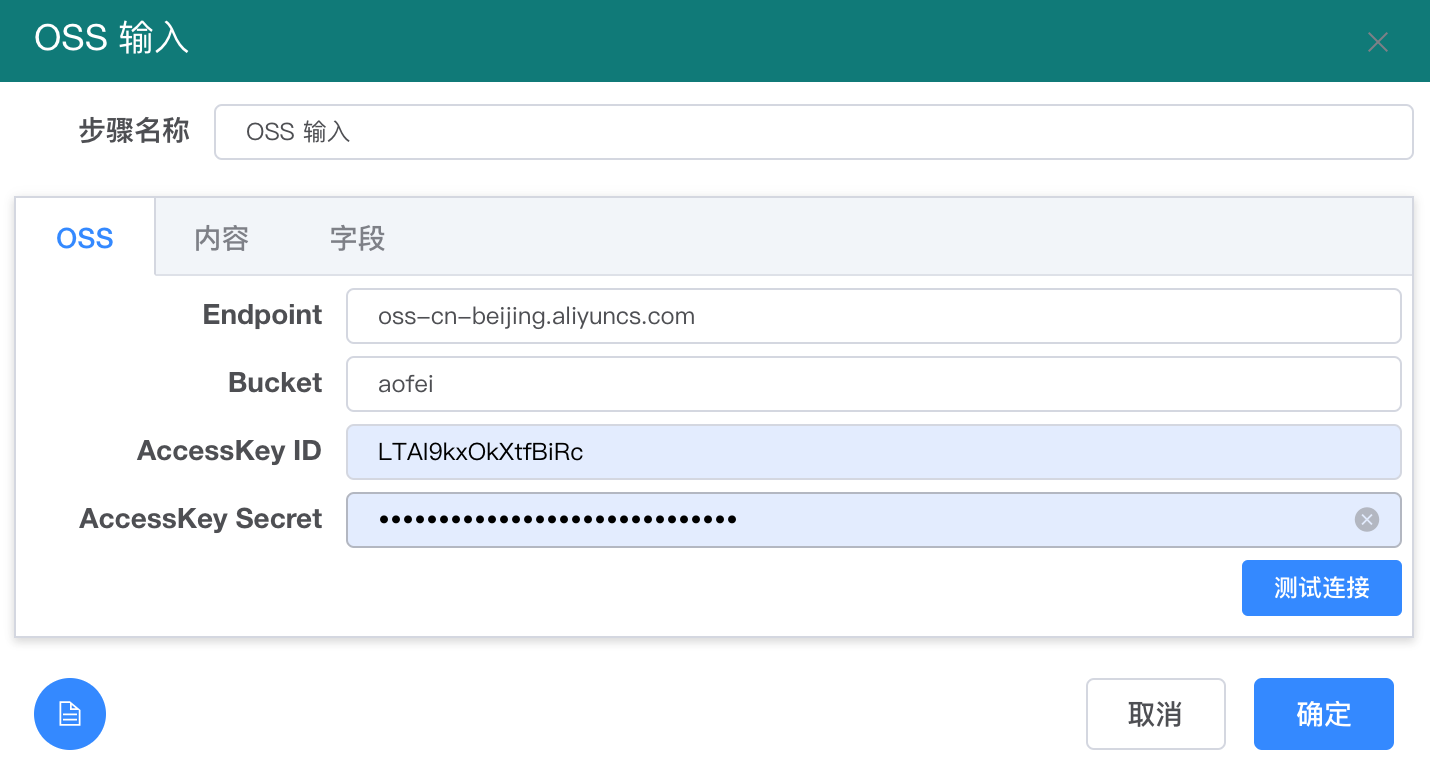 OSS 输入
步骤名称
OSS 输入
OSS 内容 字段
Endpoint oss-cn-beijing.aliyuncs.com
Bucket aofei
AccessKey ID LTAI9kxOkXtfBiRc
AccessKey Secret ••••••••••••••••••••••••••••••
测试连接
取消 确定